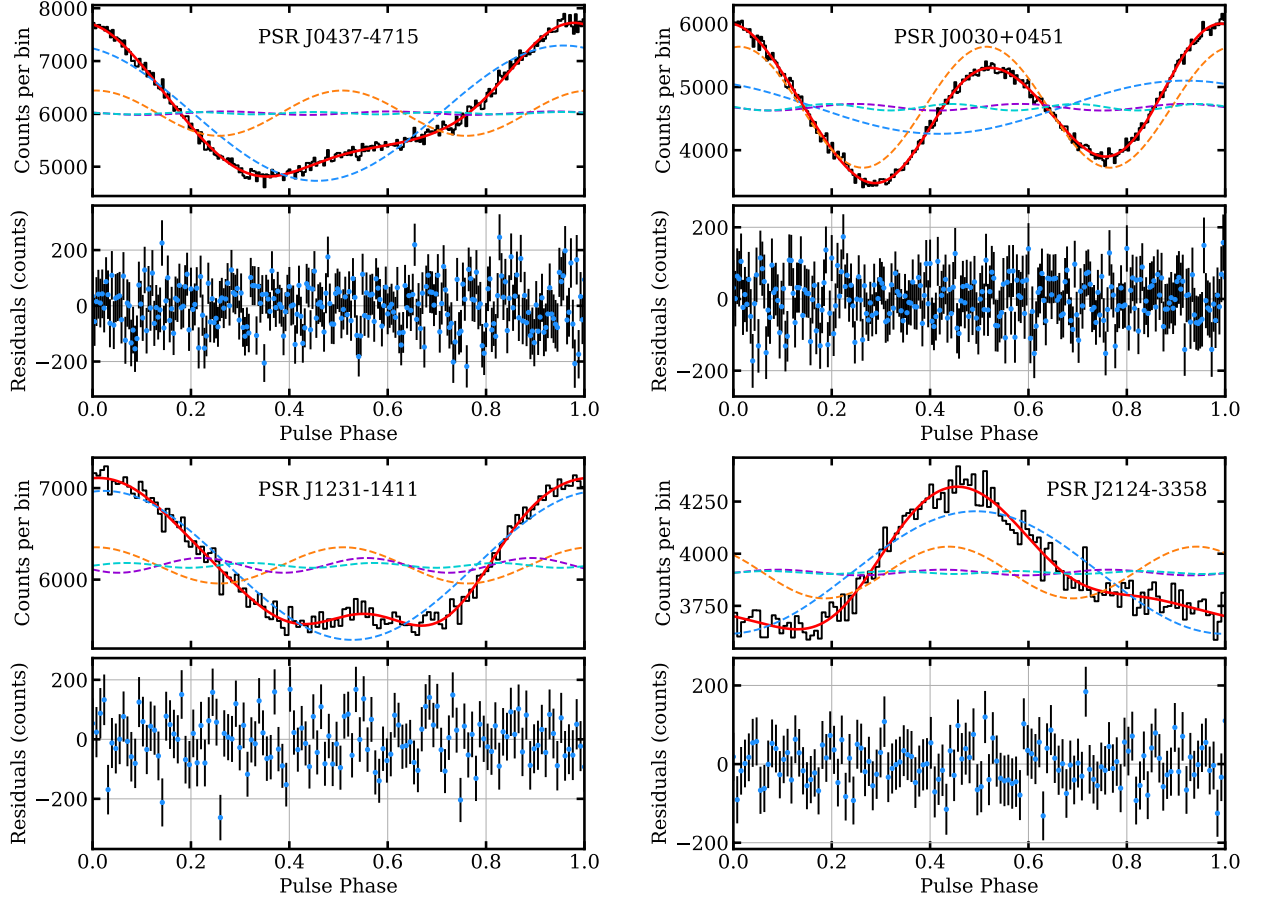 PSR J0437-4715
Counts per bin
8000
7000
6000
5000
Residuals (counts)
200
0
−200
0.0 0.2 0.4 0.6 0.8 1.0
Pulse Phase
PSR J0030+0451
Counts per bin
6000
5000
4000
Residuals (counts)
200
0
−200
0.0 0.2 0.4 0.6 0.8 1.0
Pulse Phase
PSR J1231-1411
Counts per bin
7000
6000
Residuals (counts)
200
0
−200
0.0 0.2 0.4 0.6 0.8 1.0
Pulse Phase
PSR J2124-3358
Counts per bin
4250
4000
3750
Residuals (counts)
200
0
−200
0.0 0.2 0.4 0.6 0.8 1.0
Pulse Phase